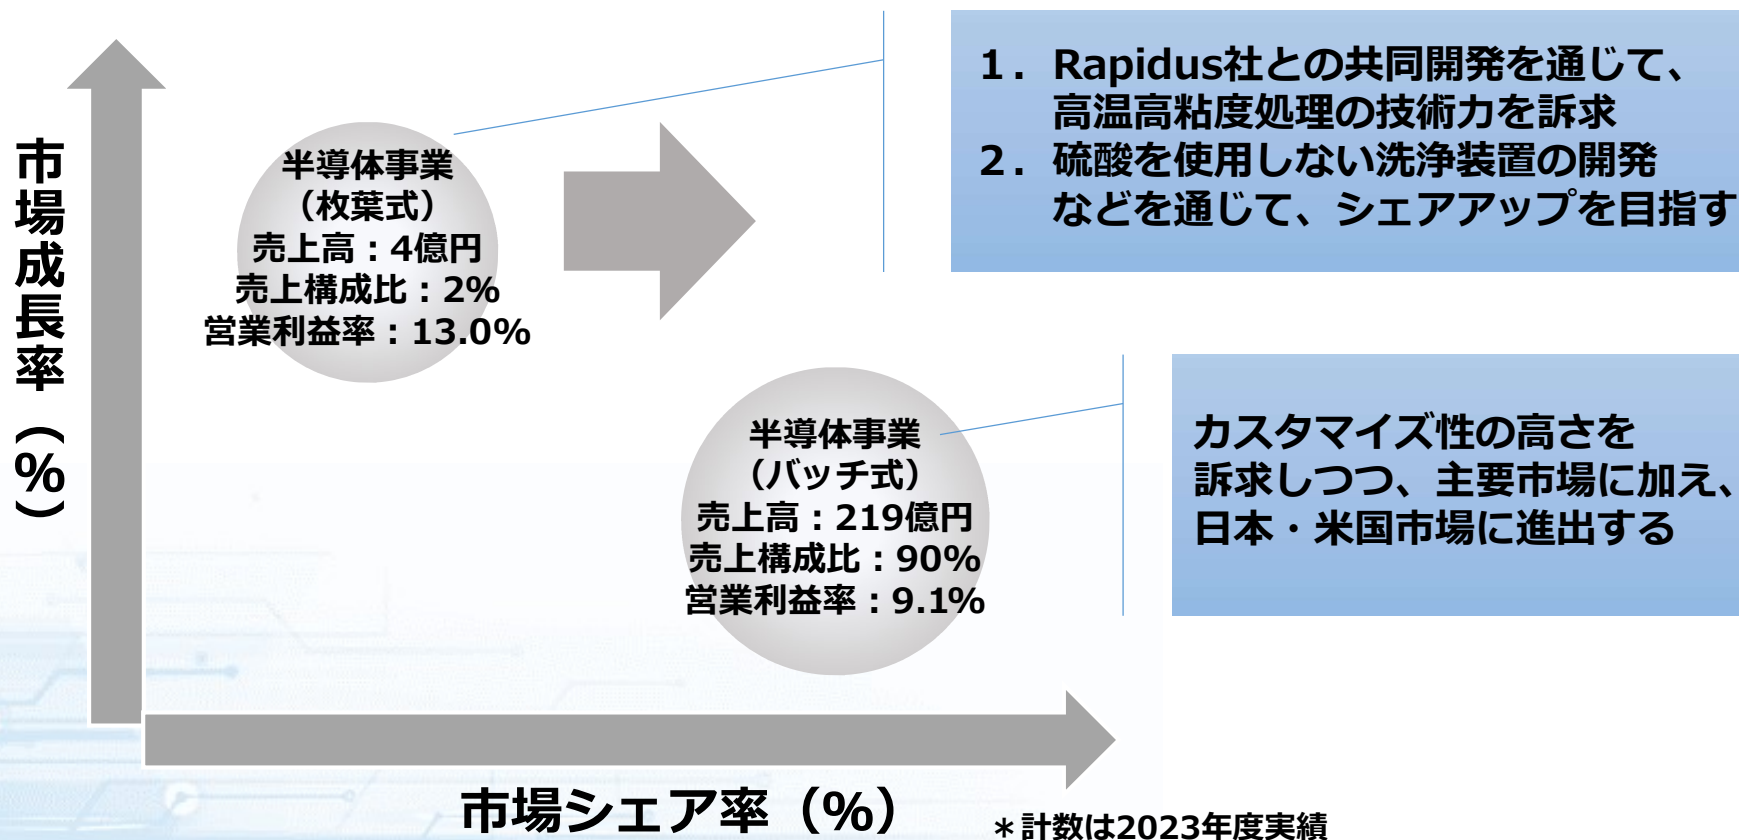 市場成長率（%）
半導体事業
（枚葉式）
売上高：4億円
売上構成比：2%
営業利益率：13.0%
1．Rapidus社との共同開発を通じて、
高温高粘度処理の技術力を訴求
2．硫酸を使用しない洗浄装置の開発
などを通じて、シェアアップを目指す
半導体事業
（バッチ式）
売上高：219億円
売上構成比：90%
営業利益率：9.1%
カスタマイズ性の高さを
訴求しつつ、主要市場に加え、
日本・米国市場に進出する
市場シェア率（%）
＊計数は2023年度実績